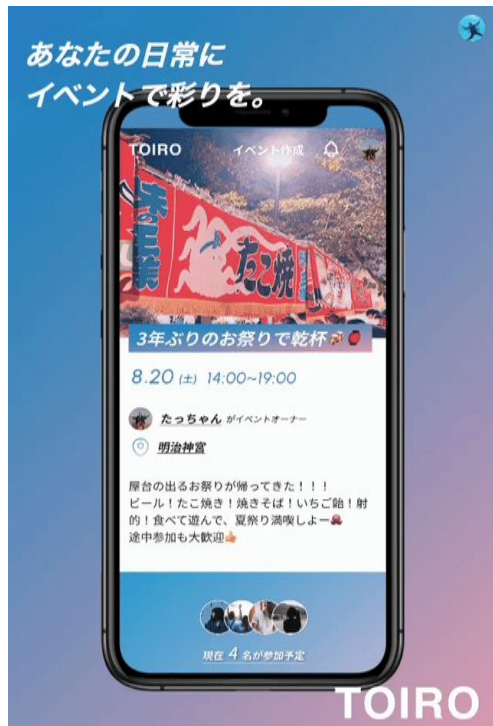 あなたの日常に
イベントで彩りを。
TOIRO イベント作成
たこ焼
3年ぶりのお祭りで乾杯
8.20 (土) 14:00~19:00
たっちゃん がイベントオーナー
明治神宮
屋台の出るお祭りが帰ってきた!!!
ビール!たこ焼き!焼きそば!いちご飴!射
的!食べて遊んで、夏祭り満喫しよー
途中参加も大歓迎
現在 4 名が参加予定
TOIRO